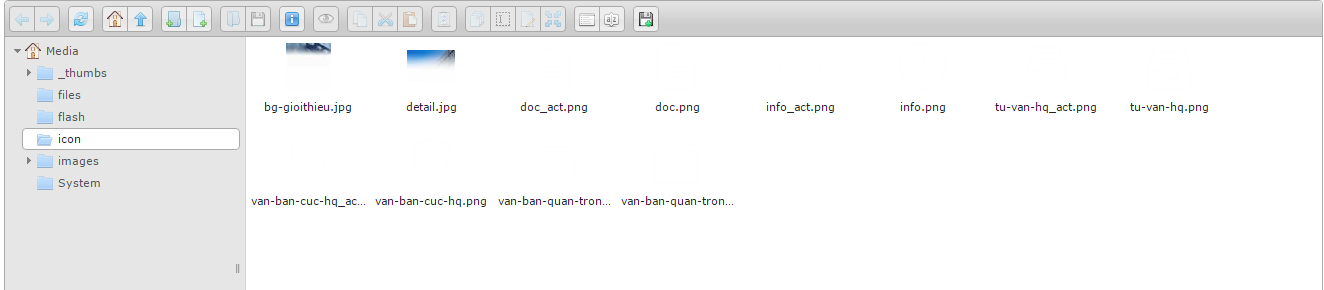 Media
_thumbs
files
flash
icon
images
System
bg-gioithieu.jpg detail.jpg doc_act.png doc.png info_act.png info.png tu-van-hq_act.png tu-van-hq.png
van-ban-cuc-hq_ac... van-ban-cuc-hq.png van-ban-quan-tron... van-ban-quan-tron...